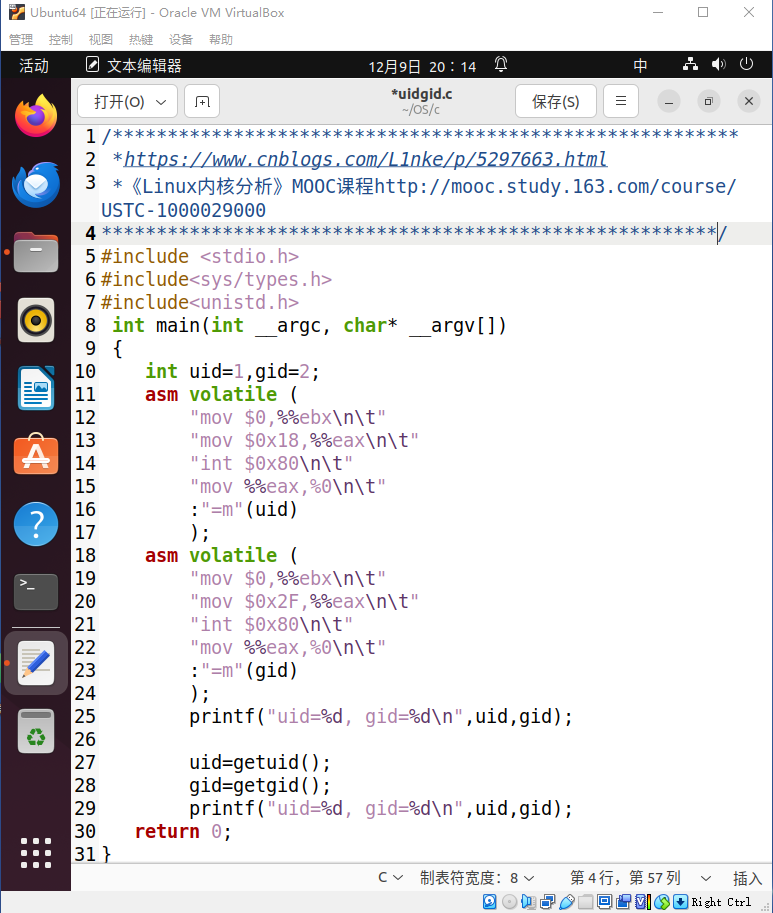 Ubuntu64 [正在运行] - Oracle VM VirtualBox
管理 控制 视图 热键 设备 帮助
活动 文本编辑器 12月9日 20：14 中
打开(O) *uidgid.c 保存(S)
~/OS/c
1 /*********************************************************
2  *https://www.cnblogs.com/L1nke/p/5297663.html
3  *《Linux内核分析》MOOC课程http://mooc.study.163.com/course/
USTC-1000029000
4 ********************************************************/
5 #include <stdio.h>
6 #include<sys/types.h>
7 #include<unistd.h>
8  int main(int __argc, char* __argv[])
9  {
10    int uid=1,gid=2;
11    asm volatile (
12        "mov $0,%%ebx\n\t"
13        "mov $0x18,%%eax\n\t"
14        "int $0x80\n\t"
15        "mov %%eax,%0\n\t"
16        :"=m"(uid)
17        );
18    asm volatile (
19        "mov $0,%%ebx\n\t"
20        "mov $0x2F,%%eax\n\t"
21        "int $0x80\n\t"
22        "mov %%eax,%0\n\t"
23        :"=m"(gid)
24        );
25        printf("uid=%d, gid=%d\n",uid,gid);
26
27        uid=getuid();
28        gid=getgid();
29        printf("uid=%d, gid=%d\n",uid,gid);
30   return 0;
31 }
C 制表符宽度：8 第 4 行，第 57 列 插入
Right Ctrl